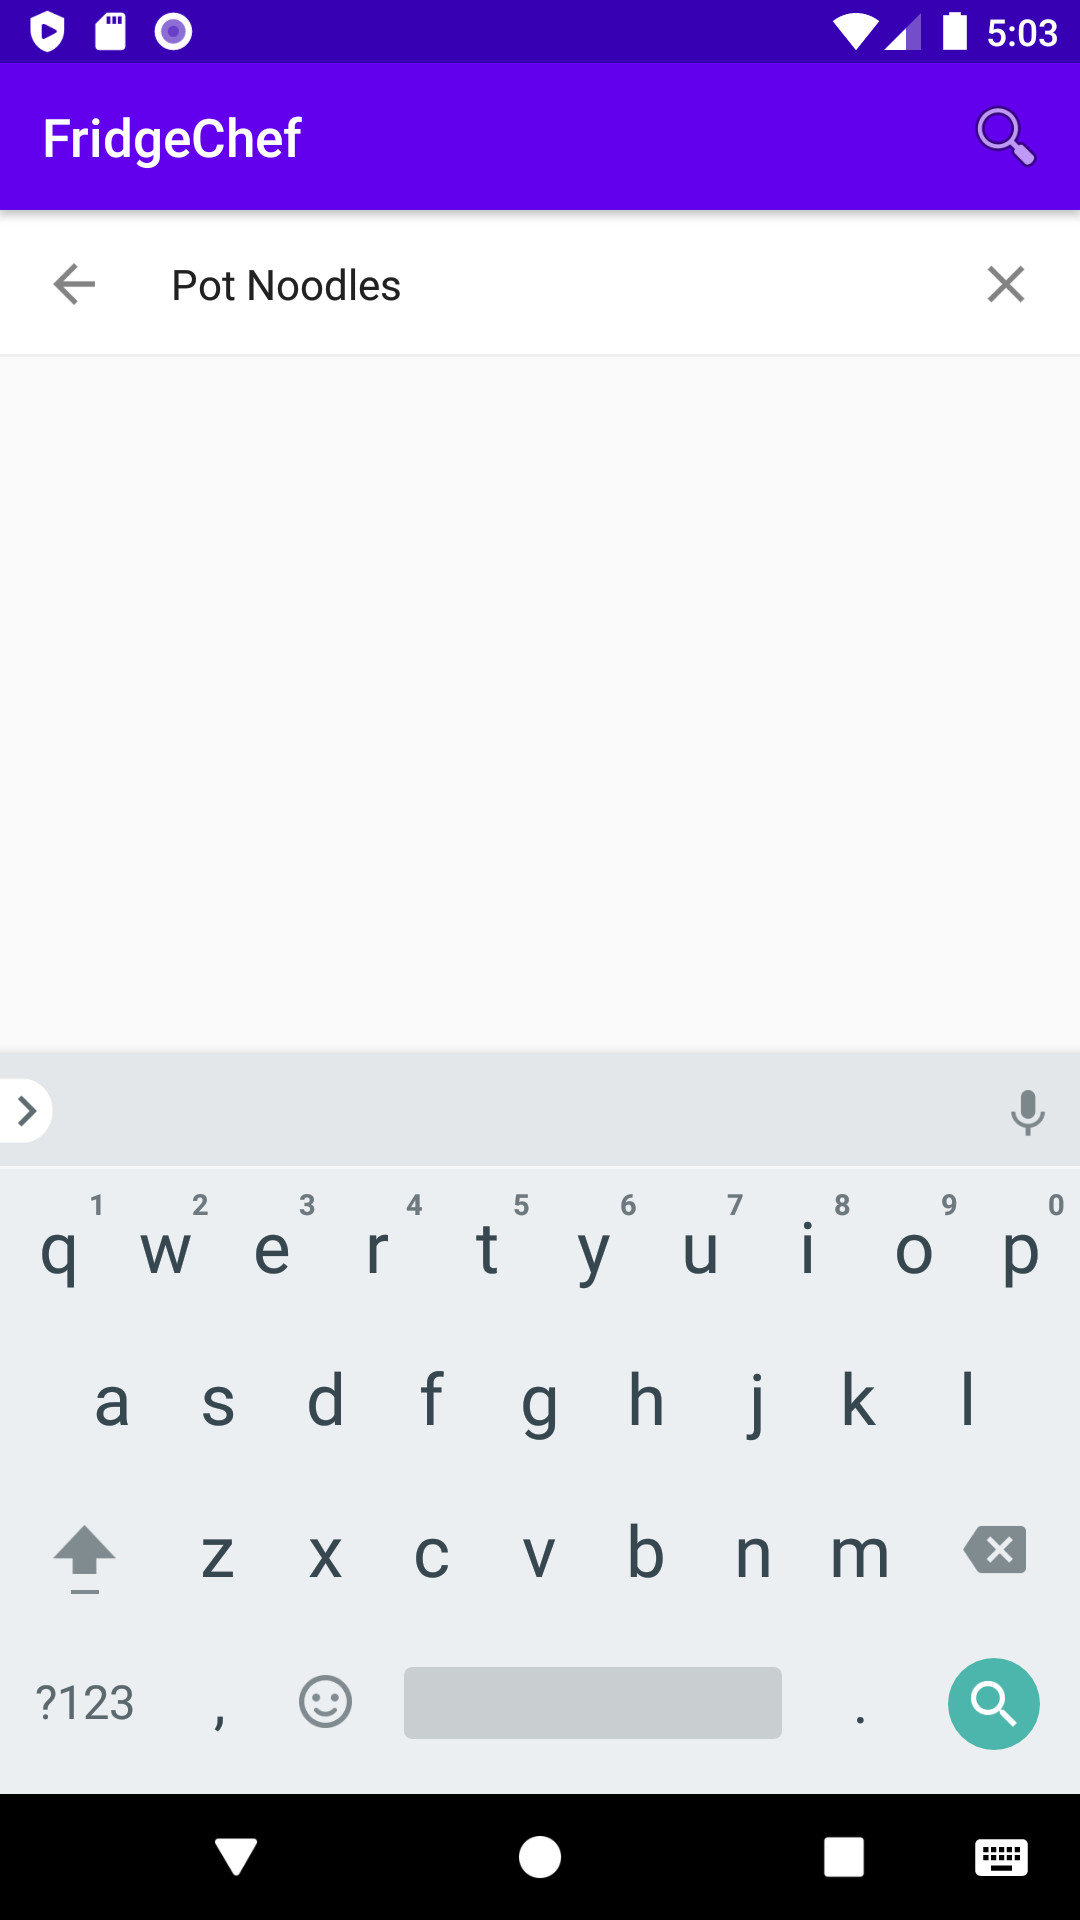 5:03
FridgeChef
Pot Noodles
1 2 3 4 5 6 7 8 9 0
q w e r t y u i o p
a s d f g h j k l
z x c v b n m
?123 , .